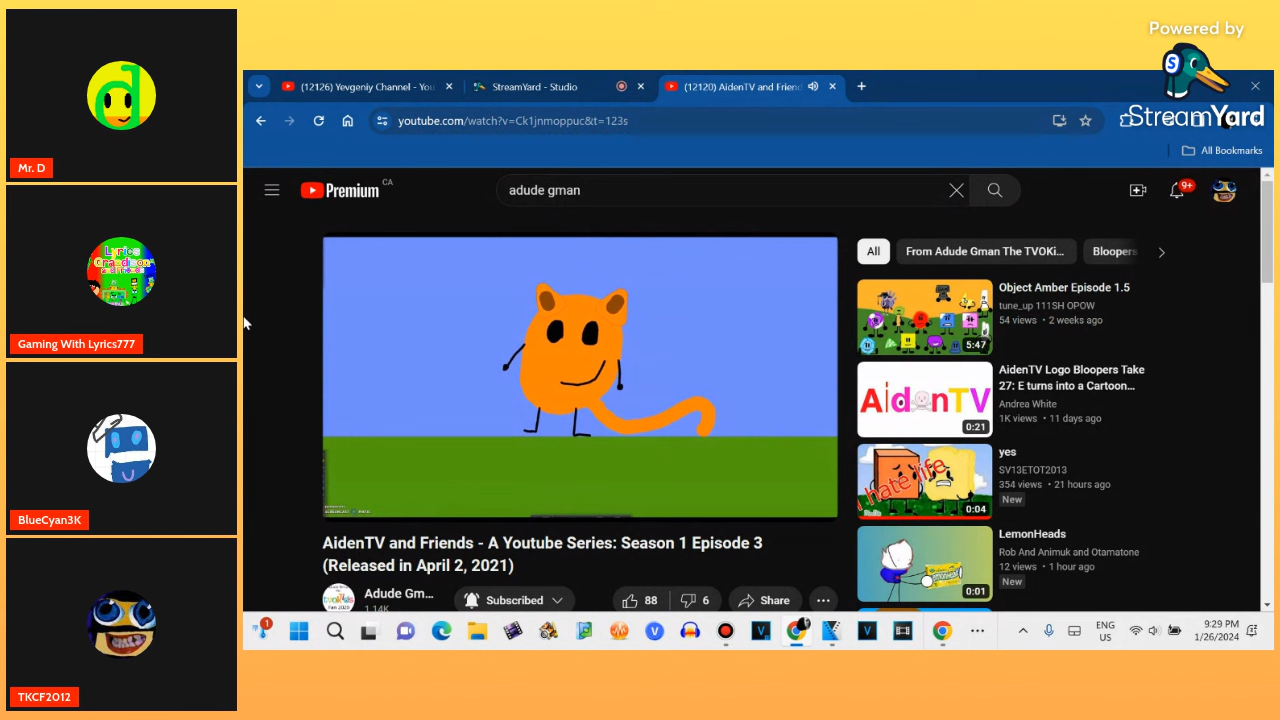 Powered by
StreamYard
Mr. D
Gaming With Lyrics777
BlueCyan3K
TKCF2012
(12126) Yevgeniy Channel - You
StreamYard - Studio
(12120) AidenTV and Friend
youtube.com/watch?v=Ck1jnmoppuc&t=123s
All Bookmarks
Premium CA
adude gman
9+
All
From Adude Gman The TVOKi...
Bloopers
Object Amber Episode 1.5
tune_up 111SH OPOW
54 views • 2 weeks ago
5:47
AidenTV Logo Bloopers Take
27: E turns into a Cartoon...
Andrea White
1K views • 11 days ago
AidenTV
0:21
yes
SV13ETOT2013
354 views • 21 hours ago
New
hate life
0:04
LemonHeads
Rob And Animuk and Otamatone
12 views • 1 hour ago
New
0:01
AidenTV and Friends - A Youtube Series: Season 1 Episode 3
(Released in April 2, 2021)
Adude Gm...
1.14K
Subscribed
88
6
Share
ENG
US
9:29 PM
1/26/2024